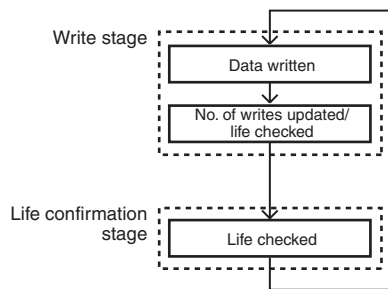 Write stage
Data written
No. of writes updated/
life checked
Life confirmation
stage
Life checked